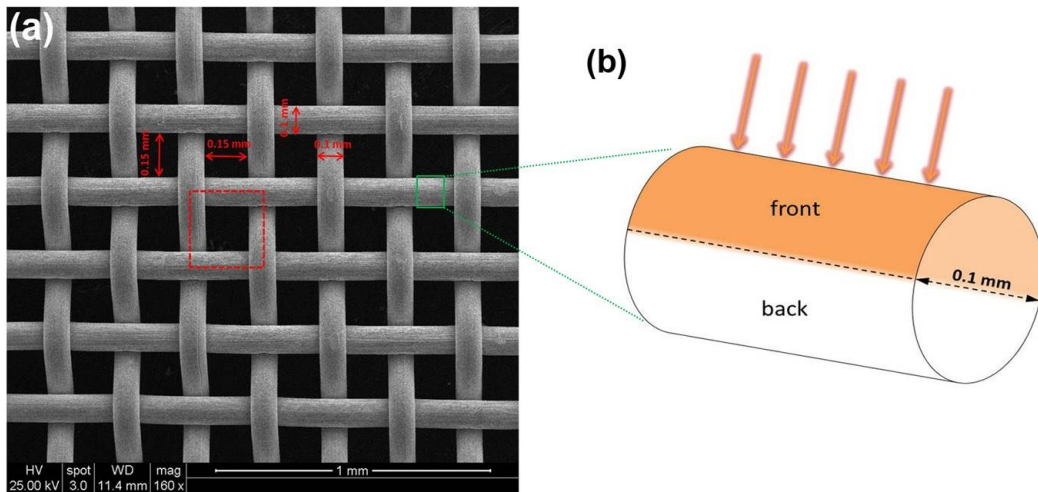 (a)
0.1 mm
0.15 mm
0.15 mm
0.1 mm
HV spot WD mag
25.00 kV 3.0 11.4 mm 160 x
1 mm
(b)
front
0.1 mm
back